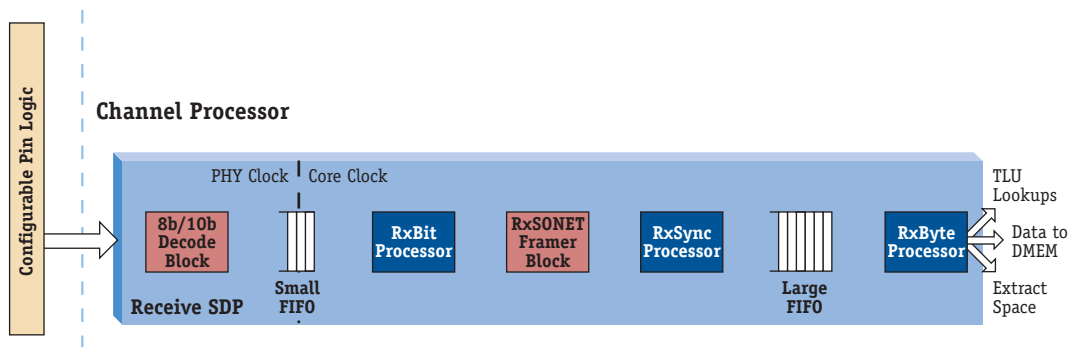 Configurable Pin Logic
Channel Processor
PHY Clock
Core Clock
8b/10b
Decode
Block
Small
FIFO
RxBit
Processor
RxSONET
Framer
Block
RxSync
Processor
Large
FIFO
RxByte
Processor
TLU
Lookups
Data to
DMEM
Extract
Space
Receive SDP